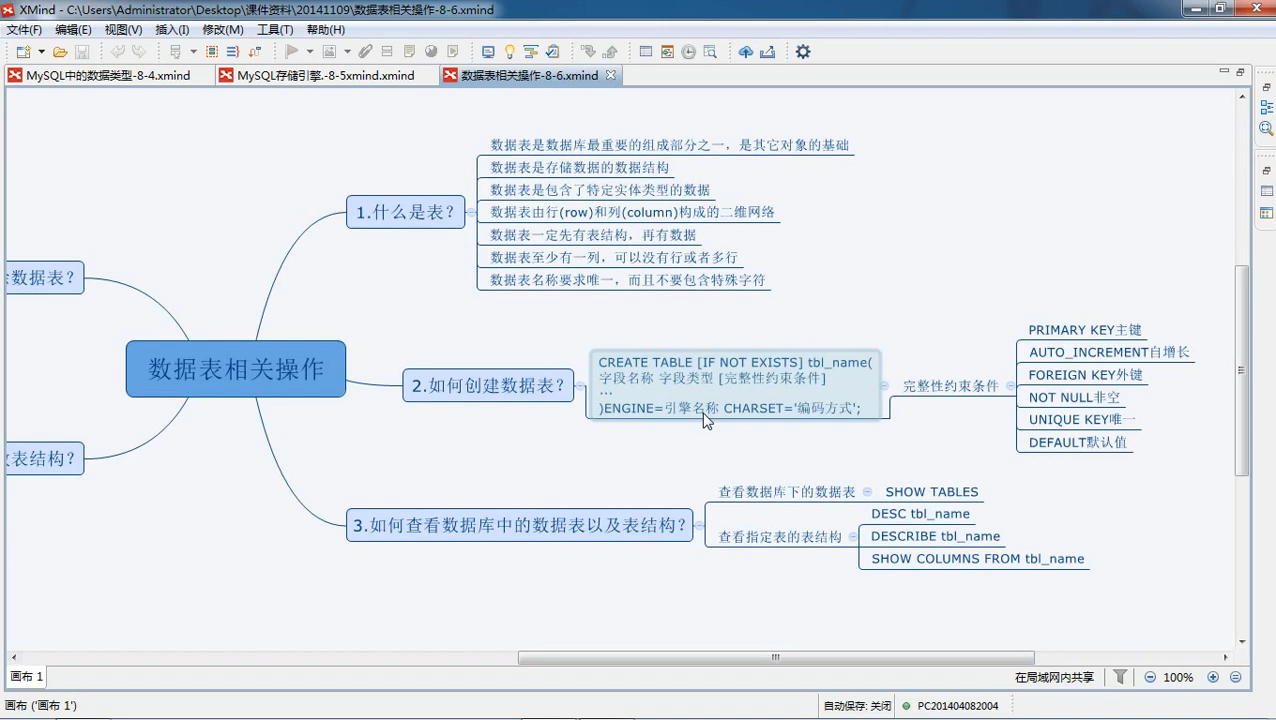 XMind - C:\Users\Administrator\Desktop\课件资料\20141109\数据表相关操作-8-6.xmind
文件(F) 编辑(E) 视图(V) 插入(I) 修改(M) 工具(T) 帮助(H)
MySQL中的数据类型-8-4.xmind
MySQL存储引擎.-8-5xmind.xmind
数据表相关操作-8-6.xmind
数据表是数据库最重要的组成部分之一，是其它对象的基础
数据表是存储数据的数据结构
数据表是包含了特定实体类型的数据
1.什么是表？
数据表由行(row)和列(column)构成的二维网络
数据表一定先有表结构，再有数据
数据表至少有一列，可以没有行或者多行
数据表名称要求唯一，而且不要包含特殊字符
数据表？
数据表相关操作
2.如何创建数据表？
CREATE TABLE [IF NOT EXISTS] tbl_name(
字段名称 字段类型 [完整性约束条件]
...
)ENGINE=引擎名称 CHARSET='编码方式';
完整性约束条件
PRIMARY KEY主键
AUTO_INCREMENT自增长
FOREIGN KEY外键
NOT NULL非空
UNIQUE KEY唯一
DEFAULT默认值
表结构？
3.如何查看数据库中的数据表以及表结构？
查看数据库下的数据表
SHOW TABLES
查看指定表的表结构
DESC tbl_name
DESCRIBE tbl_name
SHOW COLUMNS FROM tbl_name
画布 1
在局域网内共享
100%
画布 ('画布 1')
自动保存: 关闭
PC201404082004